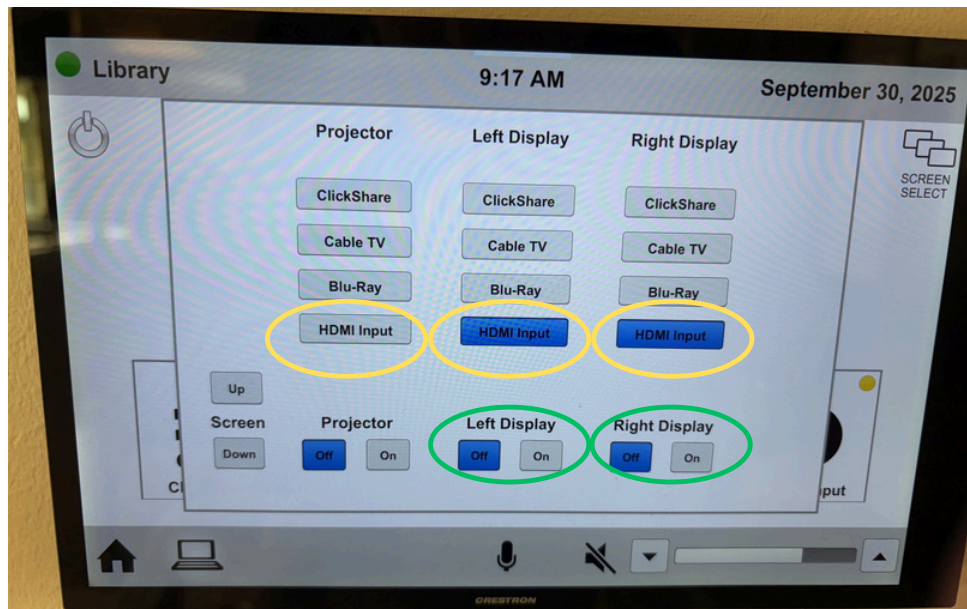 Library
9:17 AM
September 30, 2025
SCREEN
SELECT
Projector
Left Display
Right Display
ClickShare
ClickShare
ClickShare
Cable TV
Cable TV
Cable TV
Blu-Ray
Blu-Ray
Blu-Ray
HDMI Input
HDMI Input
HDMI Input
Up
Screen
Down
Projector
Off
On
Left Display
Off
On
Right Display
Off
On
Cl
put
CRESTRON